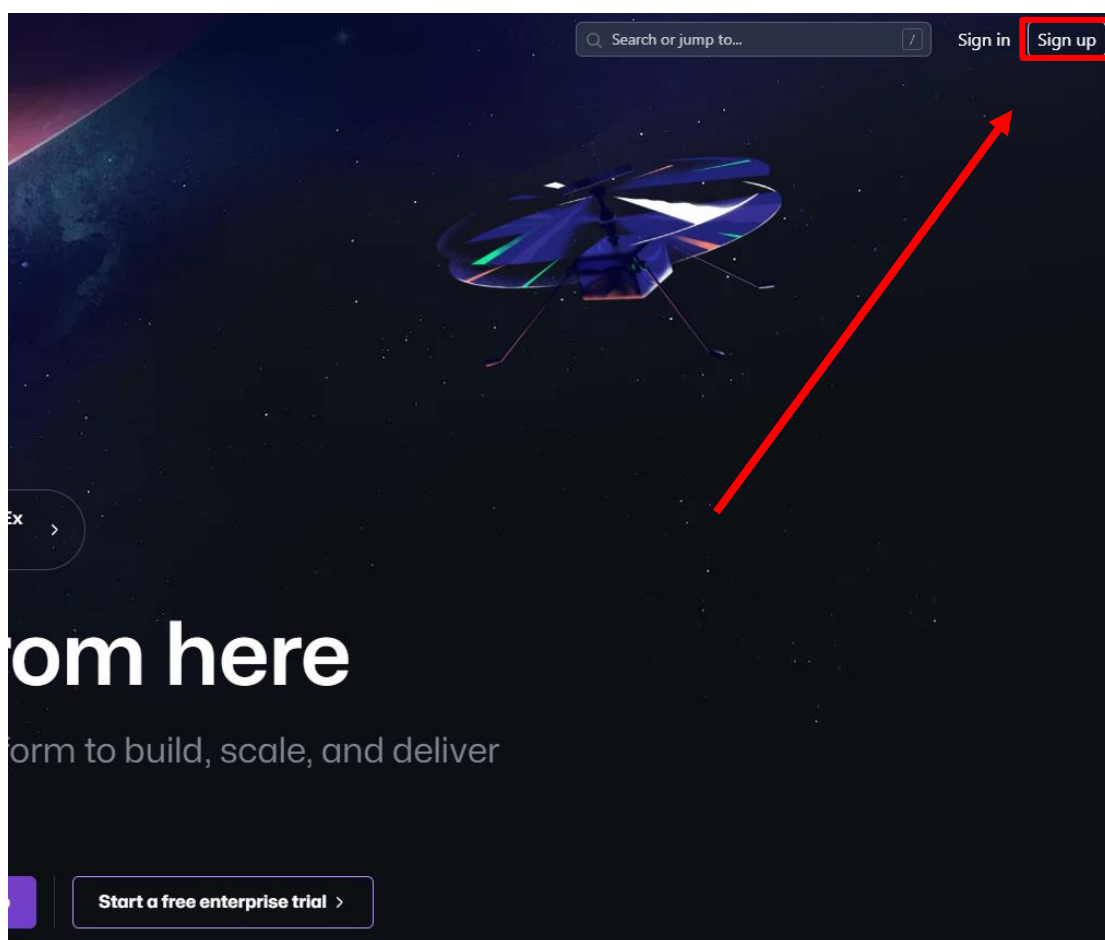 Search or jump to... / Sign in Sign up
Ex
rom here
form to build, scale, and deliver
Start a free enterprise trial